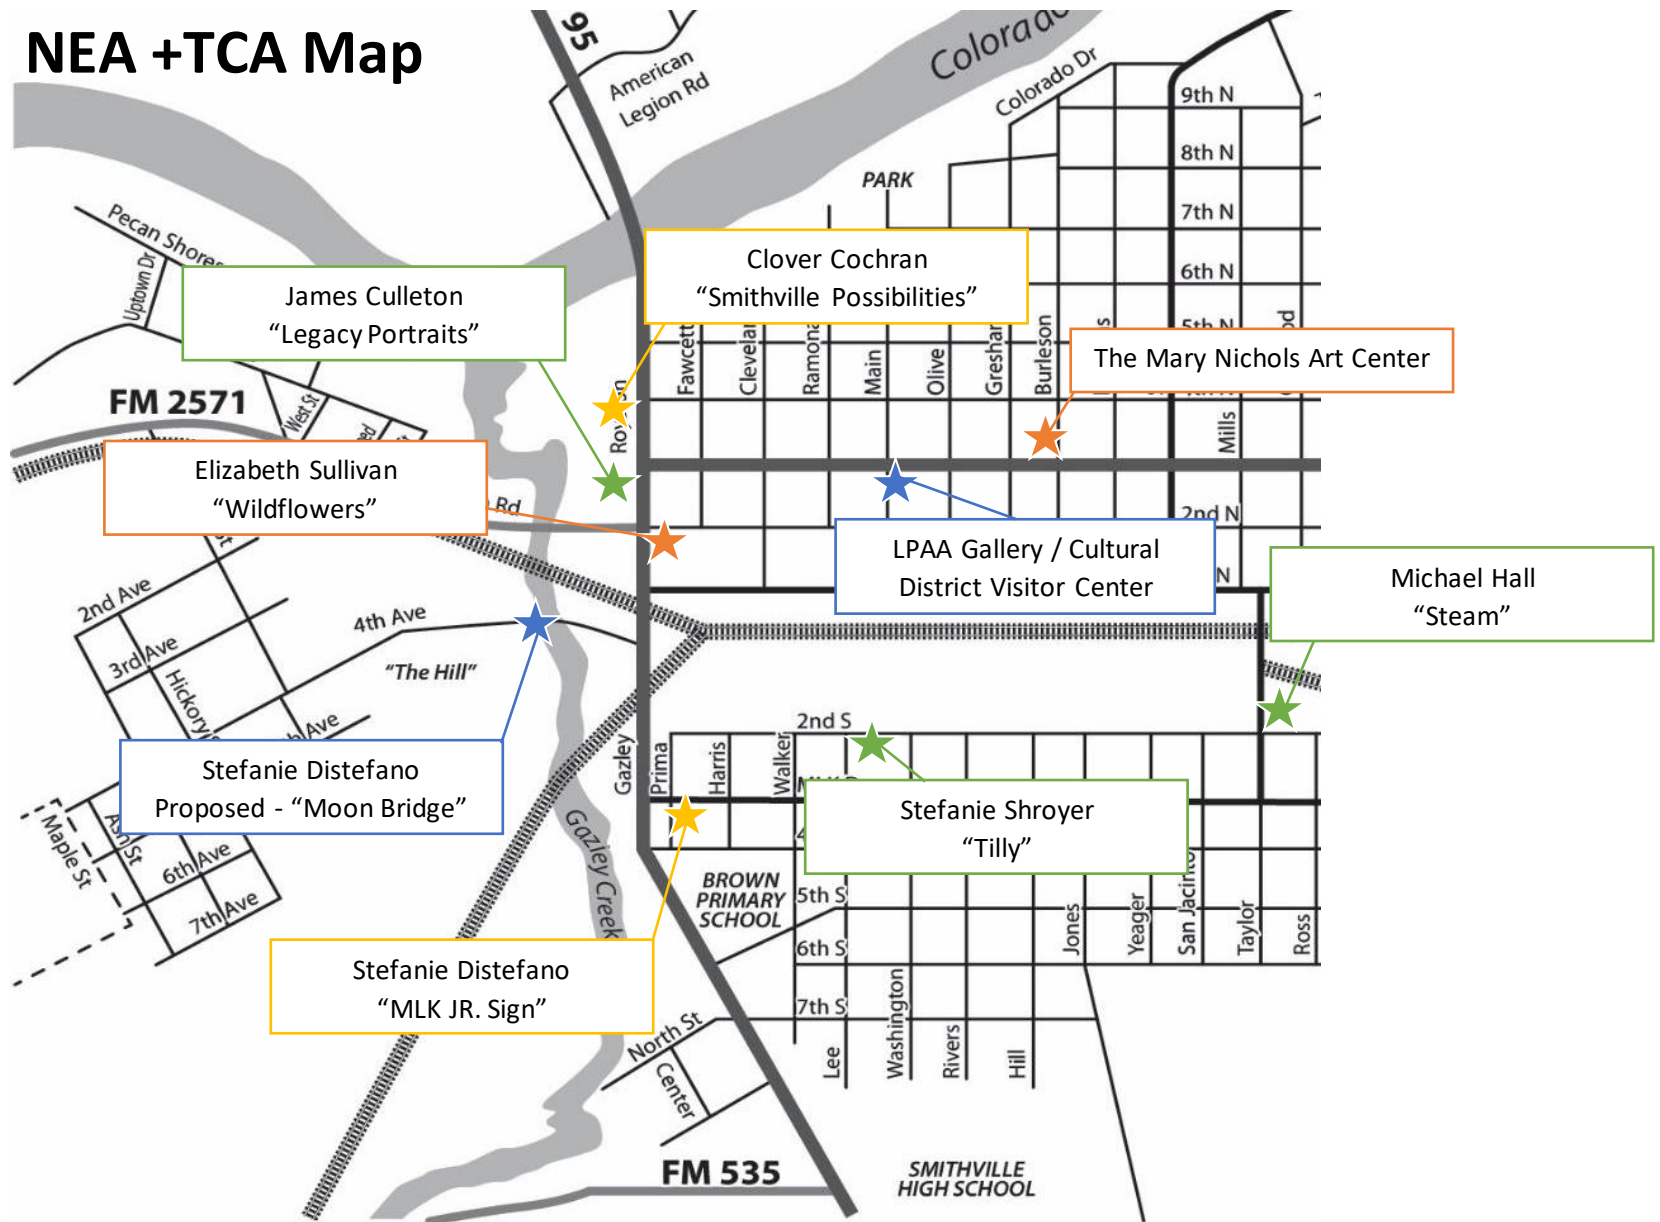 NEA +TCA Map
95
American
Legion Rd
Colorado Dr
9th N
8th N
PARK
7th N
6th N
5th N
Pecan Shores
Uptown Dr
Clover Cochran
“Smithville Possibilities”
James Culleton
“Legacy Portraits”
The Mary Nichols Art Center
Main
Olive
Burleson
Mills
FM 2571
West St
Elizabeth Sullivan
“Wildflowers”
Rd
2nd N
N
LPAA Gallery / Cultural
District Visitor Center
Michael Hall
“Steam”
2nd Ave
3rd Ave
4th Ave
“The Hill”
Hickory
Ave
Stefanie Distefano
Proposed - “Moon Bridge”
Gazley
Prima
Harris
Walker
2nd S
Stefanie Shroyer
“Tilly”
Maple St
Ash St
6th Ave
7th Ave
Gazley Creek
BROWN
PRIMARY
SCHOOL
5th S
6th S
7th S
Jones
Yeager
San Jacinto
Taylor
Ross
Stefanie Distefano
“MLK JR. Sign”
Lee
Washington
Rivers
Hill
North St
Center
FM 535
SMITHVILLE
HIGH SCHOOL